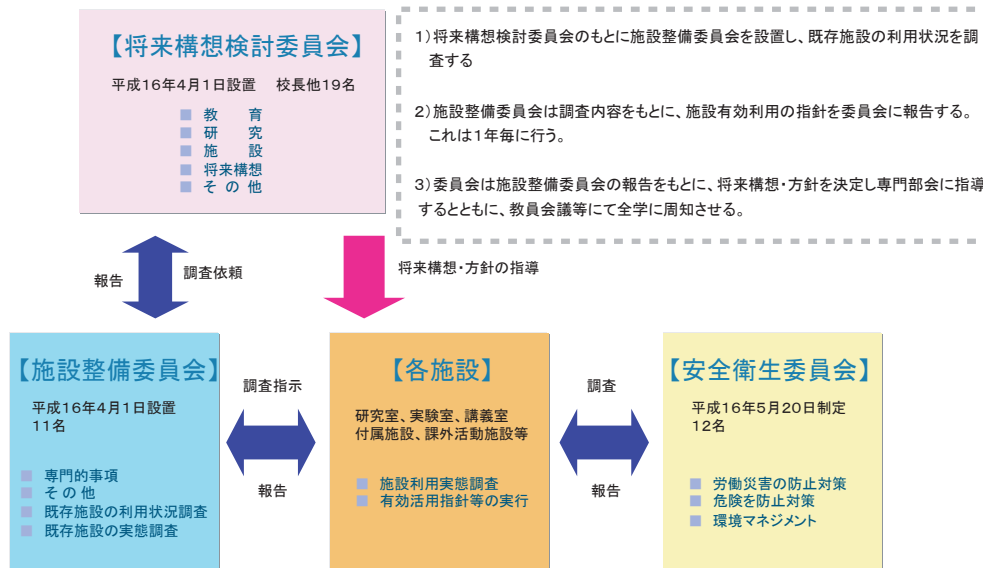 【将来構想検討委員会】
平成16年4月1日設置　校長他19名
■ 教　　育
■ 研　　究
■ 施　　設
■ 将来構想
■ そ の 他
1)将来構想検討委員会のもとに施設整備委員会を設置し、既存施設の利用状況を調
査する
2)施設整備委員会は調査内容をもとに、施設有効利用の指針を委員会に報告する。
これは1年毎に行う。
3)委員会は施設整備委員会の報告をもとに、将来構想・方針を決定し専門部会に指導
するとともに、教員会議等にて全学に周知させる。
報告
調査依頼
将来構想・方針の指導
【施設整備委員会】
平成16年4月1日設置
11名
■ 専門的事項
■ そ の 他
■ 既存施設の利用状況調査
■ 既存施設の実態調査
調査指示
報告
【各施設】
研究室、実験室、講義室
付属施設、課外活動施設等
■ 施設利用実態調査
■ 有効活用指針等の実行
調査
報告
【安全衛生委員会】
平成16年5月20日制定
12名
■ 労働災害の防止対策
■ 危険を防止対策
■ 環境マネジメント